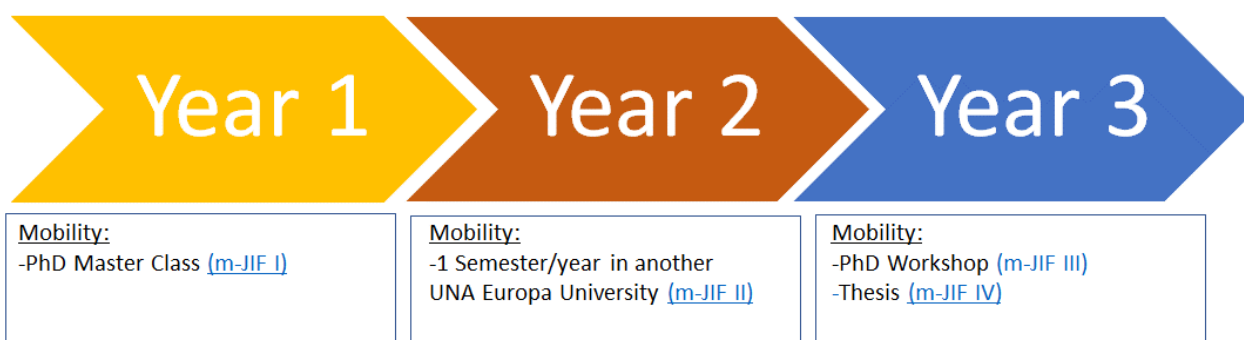 Year 1
Year 2
Year 3
Mobility:
-PhD Master Class (m-JIF I)
Mobility:
-1 Semester/year in another
UNA Europa University (m-JIF II)
Mobility:
-PhD Workshop (m-JIF III)
-Thesis (m-JIF IV)